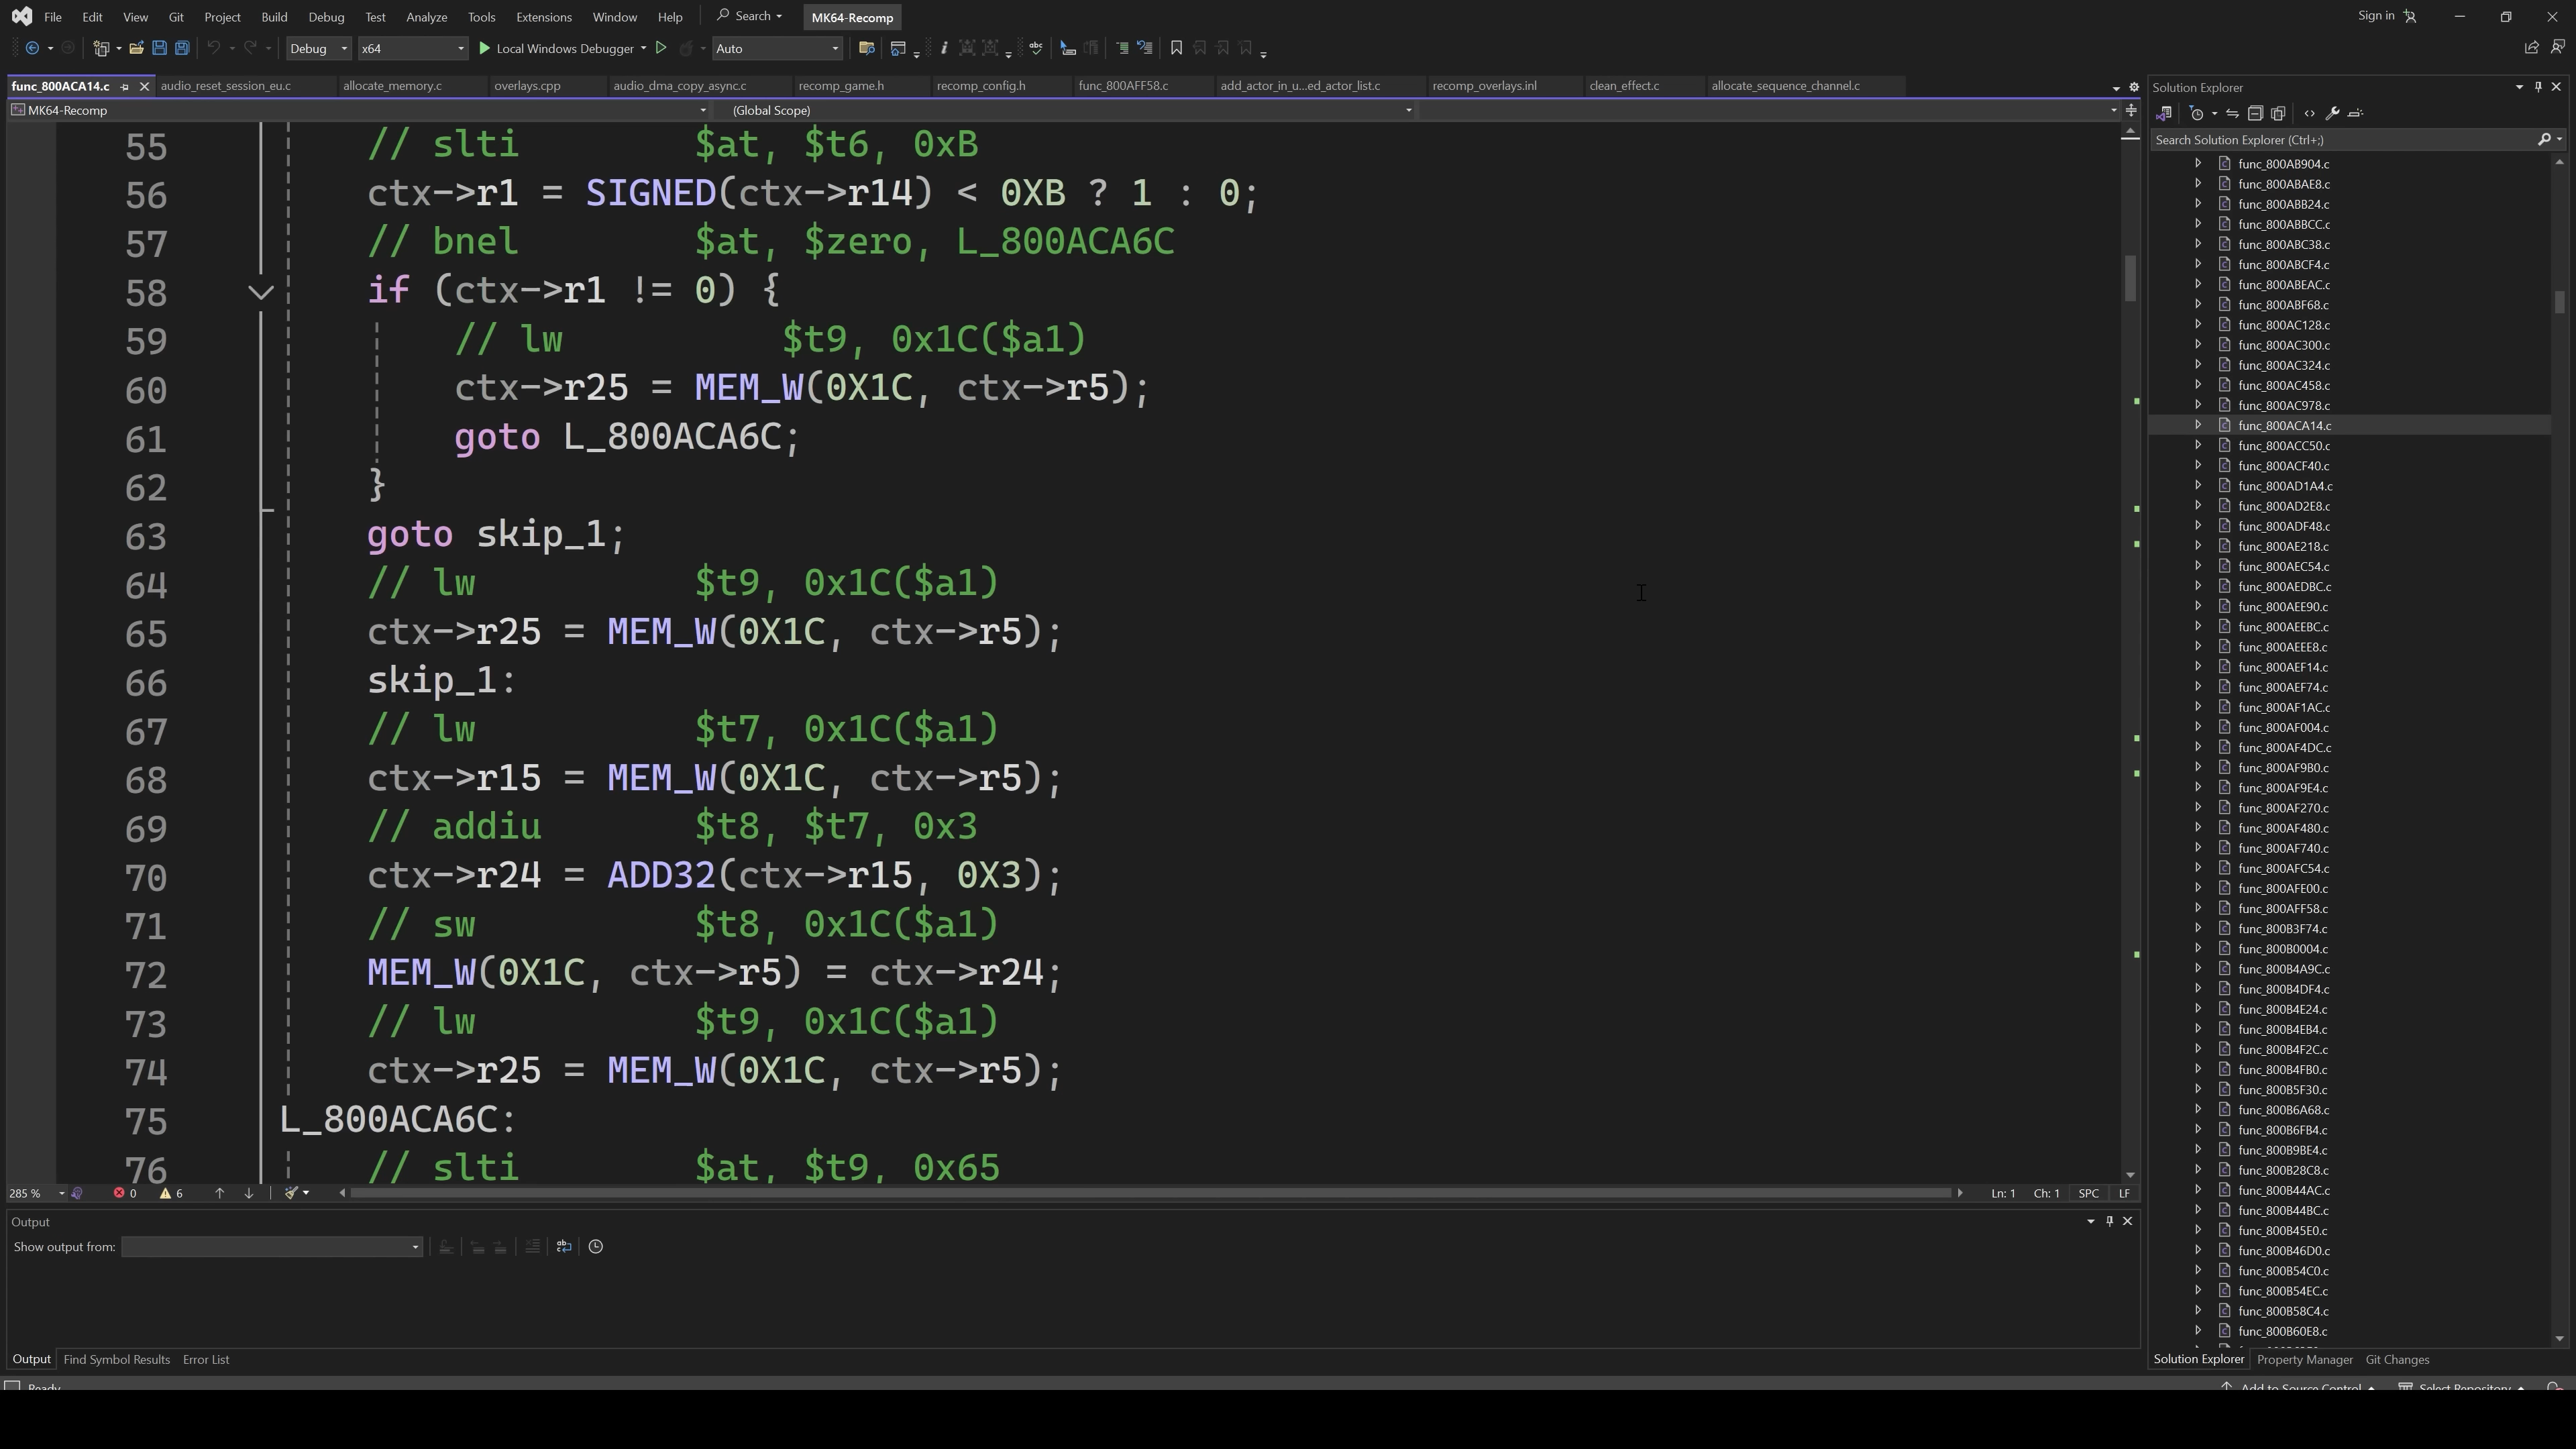 File Edit View Git Project Build Debug Test Analyze Tools Extensions Window Help Search MK64-Recomp Sign in
Debug x64 Local Windows Debugger Auto
func_800ACA14.c audio_reset_session_eu.c allocate_memory.c overlays.cpp audio_dma_copy_async.c recomp_game.h recomp_config.h func_800AFF58.c add_actor_in_u...ed_actor_list.c recomp_overlays.inl clean_effect.c allocate_sequence_channel.c
MK64-Recomp (Global Scope)
55 // slti $at, $t6, 0xB
56 ctx->r1 = SIGNED(ctx->r14) < 0XB ? 1 : 0;
57 // bnel $at, $zero, L_800ACA6C
58 if (ctx->r1 != 0) {
59 // lw $t9, 0x1C($a1)
60 ctx->r25 = MEM_W(0X1C, ctx->r5);
61 goto L_800ACA6C;
62 }
63 goto skip_1;
64 // lw $t9, 0x1C($a1)
65 ctx->r25 = MEM_W(0X1C, ctx->r5);
66 skip_1:
67 // lw $t7, 0x1C($a1)
68 ctx->r15 = MEM_W(0X1C, ctx->r5);
69 // addiu $t8, $t7, 0x3
70 ctx->r24 = ADD32(ctx->r15, 0X3);
71 // sw $t8, 0x1C($a1)
72 MEM_W(0X1C, ctx->r5) = ctx->r24;
73 // lw $t9, 0x1C($a1)
74 ctx->r25 = MEM_W(0X1C, ctx->r5);
75 L_800ACA6C:
76 // slti $at, $t9, 0x65
285 % 0 6 Ln: 1 Ch: 1 SPC LF
Output
Show output from:
Output Find Symbol Results Error List
Ready
Solution Explorer
Search Solution Explorer (Ctrl+;)
func_800AB904.c
func_800ABAE8.c
func_800ABB24.c
func_800ABBCC.c
func_800ABC38.c
func_800ABCF4.c
func_800ABEAC.c
func_800ABF68.c
func_800AC128.c
func_800AC300.c
func_800AC324.c
func_800AC458.c
func_800AC978.c
func_800ACA14.c
func_800ACC50.c
func_800ACF40.c
func_800AD1A4.c
func_800AD2E8.c
func_800ADF48.c
func_800AE218.c
func_800AEC54.c
func_800AEDBC.c
func_800AEE90.c
func_800AEEBC.c
func_800AEEE8.c
func_800AEF14.c
func_800AEF74.c
func_800AF1AC.c
func_800AF004.c
func_800AF4DC.c
func_800AF9B0.c
func_800AF9E4.c
func_800AF270.c
func_800AF480.c
func_800AF740.c
func_800AFC54.c
func_800AFE00.c
func_800AFF58.c
func_800B3F74.c
func_800B0004.c
func_800B4A9C.c
func_800B4DF4.c
func_800B4E24.c
func_800B4EB4.c
func_800B4F2C.c
func_800B4FB0.c
func_800B5F30.c
func_800B6A68.c
func_800B6FB4.c
func_800B9BE4.c
func_800B28C8.c
func_800B44AC.c
func_800B44BC.c
func_800B45E0.c
func_800B46D0.c
func_800B54C0.c
func_800B54EC.c
func_800B58C4.c
func_800B60E8.c
Solution Explorer Property Manager Git Changes
Add to Source Control Select Repository